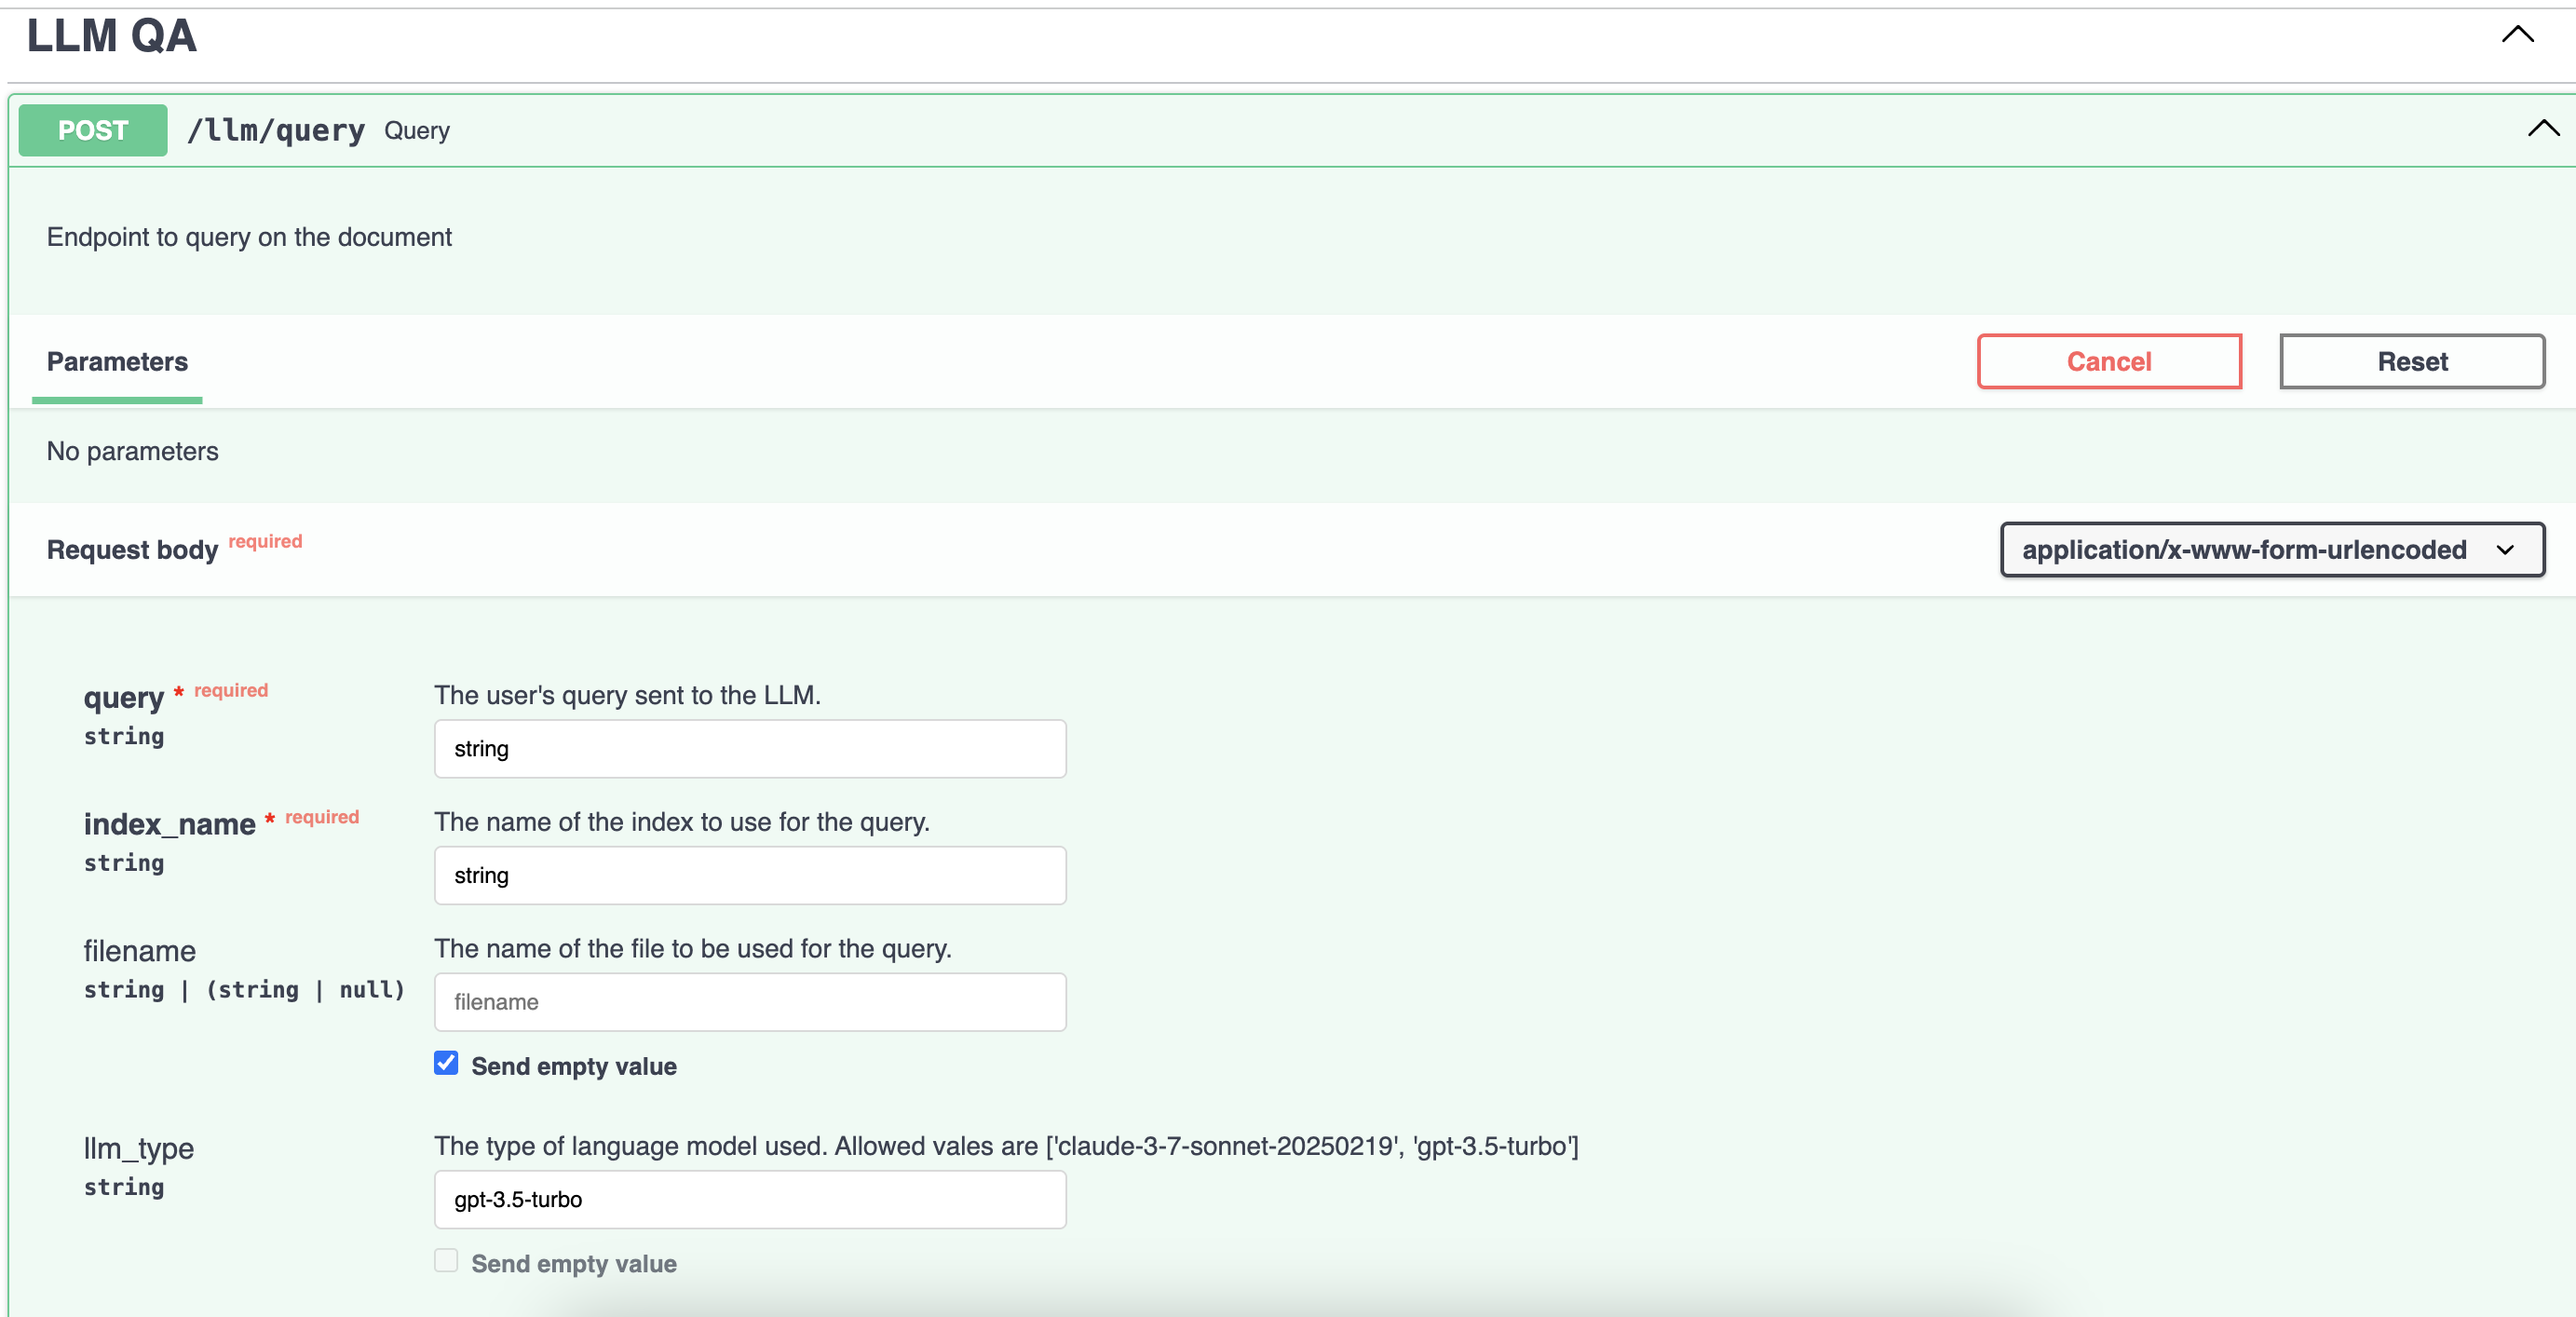 LLM QA
POST /llm/query Query
Endpoint to query on the document
Parameters
Cancel
Reset
No parameters
Request body required
application/x-www-form-urlencoded
query * required
string
The user's query sent to the LLM.
string
index_name * required
string
The name of the index to use for the query.
string
filename
string | (string | null)
The name of the file to be used for the query.
filename
Send empty value
llm_type
string
The type of language model used. Allowed vales are ['claude-3-7-sonnet-20250219', 'gpt-3.5-turbo']
gpt-3.5-turbo
Send empty value